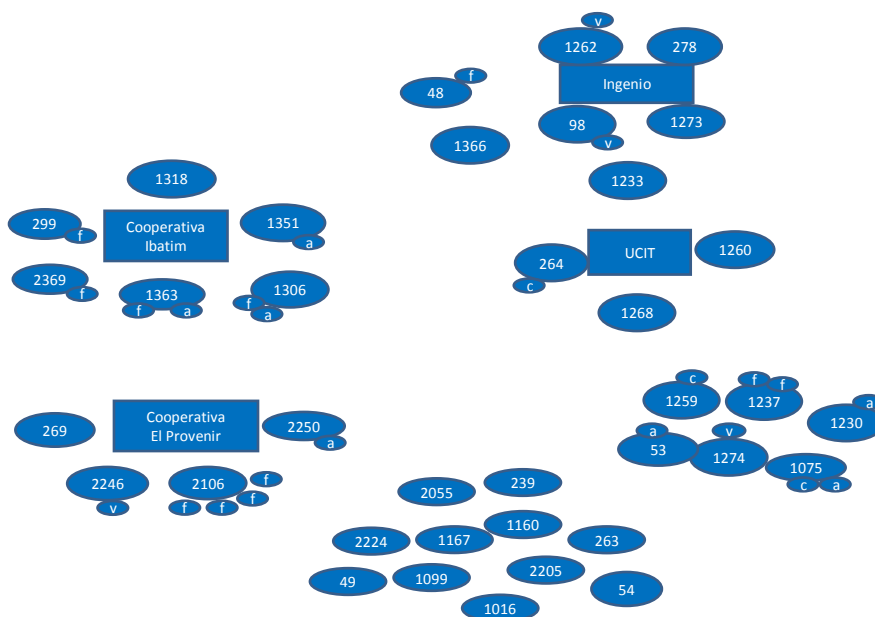 v
1262
278
f
48
Ingenio
98
1273
v
1366
1233
1318
299
f
Cooperativa
Ibatim
1351
a
2369
f
1363
f
a
1306
f
a
264
c
UCIT
1260
1268
269
Cooperativa
El Provenir
2250
a
2246
v
2106
f
f
f
f
c
1259
f
f
1237
a
1230
a
53
v
1274
1075
c
a
2055
239
2224
1167
1160
263
49
1099
2205
54
1016